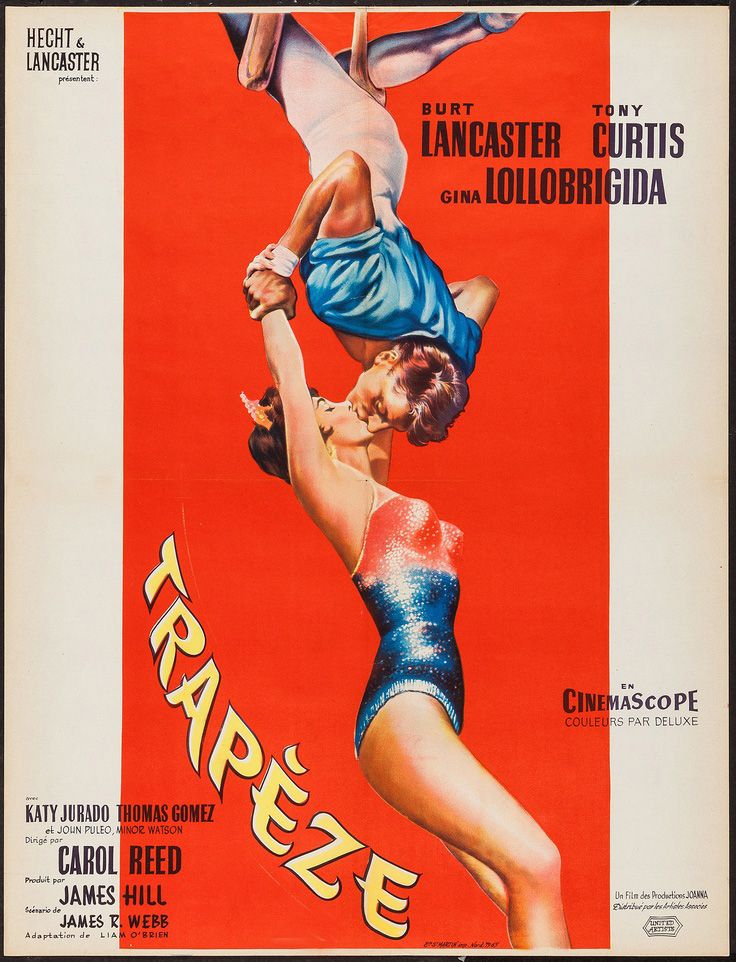 HECHT &
LANCASTER
présentent :
BURT TONY
LANCASTER CURTIS
GINA LOLLOBRIGIDA
TRAPÈZE
EN
CINEMASCOPE
COULEURS PAR DELUXE
avec
KATY JURADO THOMAS GOMEZ
et JOHN PULEO, MINOR WATSON
Dirigé par
CAROL REED
Produit par
JAMES HILL
Scénario de
JAMES R. WEBB
Adaptation de LIAM O'BRIEN
Un Film des Productions JOANNA
Distribué par les Artistes Associés
UNITED
ARTISTS